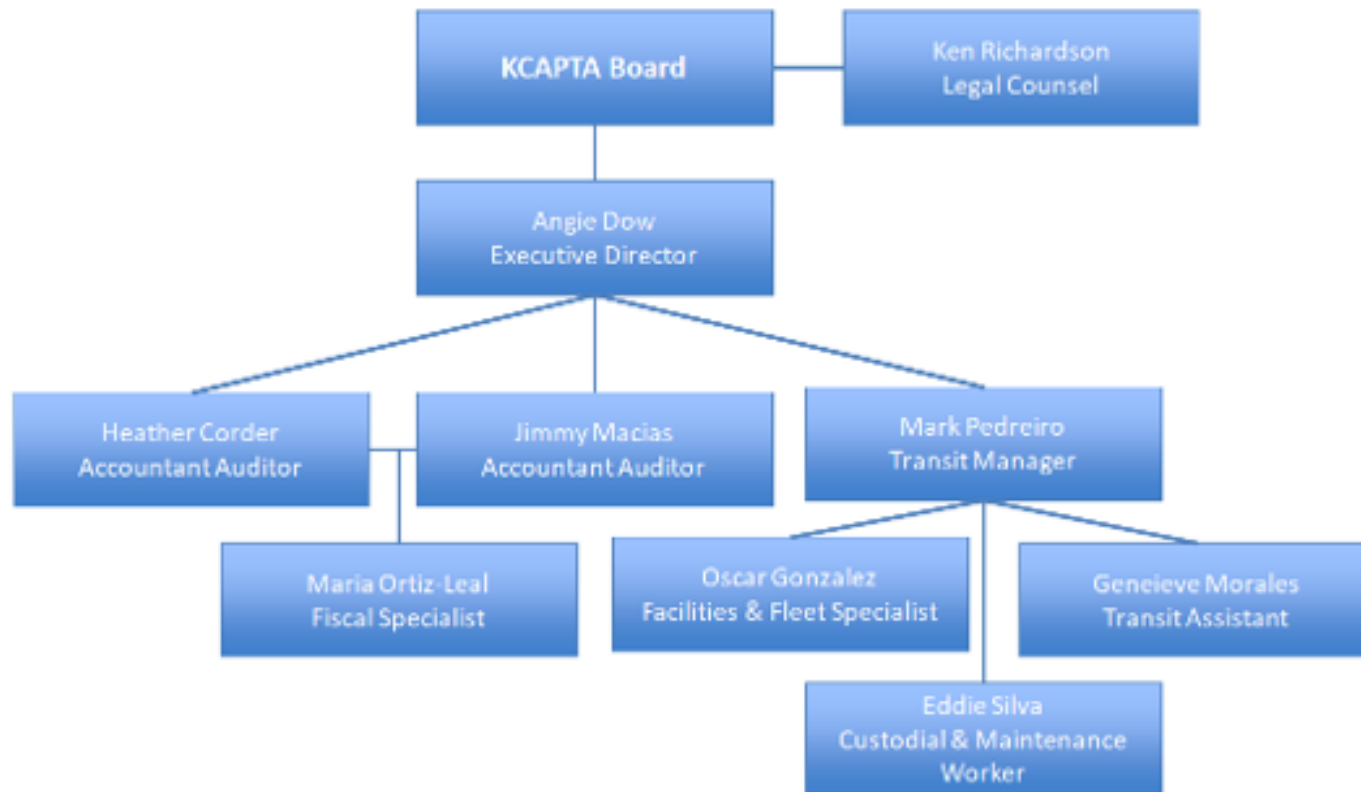 KCAPTA Board
Ken Richardson
Legal Counsel
Angie Dow
Executive Director
Heather Corder
Accountant Auditor
Jimmy Macias
Accountant Auditor
Mark Pedreiro
Transit Manager
Maria Ortiz-Leal
Fiscal Specialist
Oscar Gonzalez
Facilities & Fleet Specialist
Geneieve Morales
Transit Assistant
Eddie Silva
Custodial & Maintenance
Worker